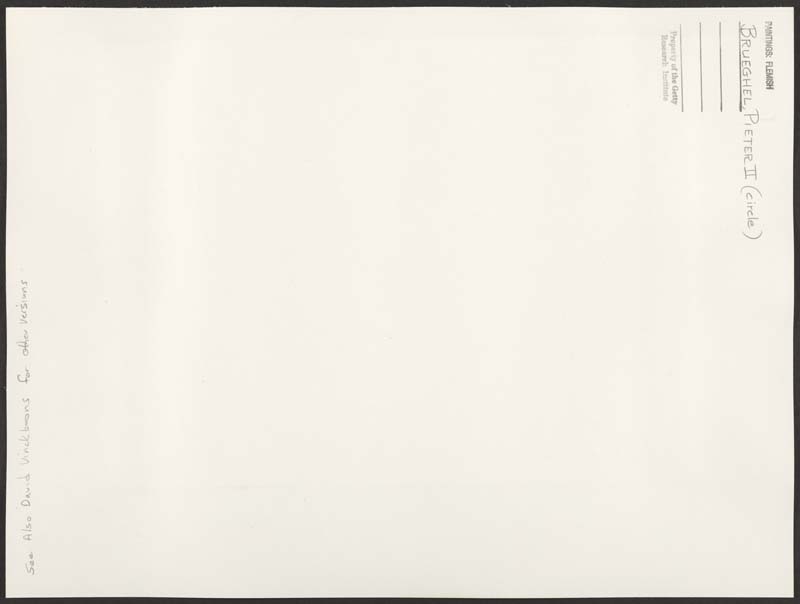 PAINTINGS: FLEMISH
BRUEGHEL, PIETER II (circle)
Property of the Getty
Research Institute
See Also David Vinckboons for other versions